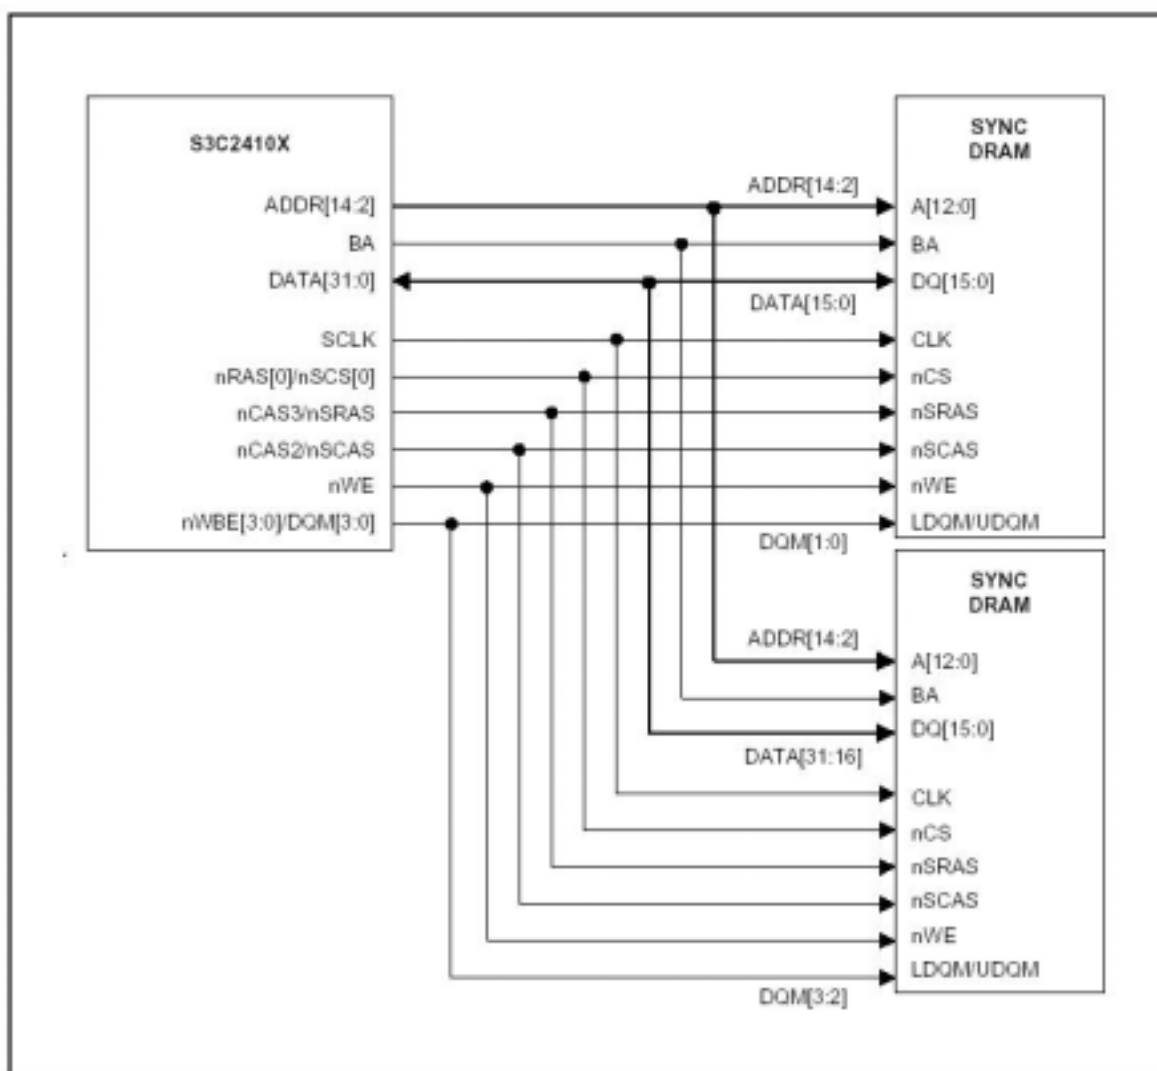 S3C2410X
ADDR[14:2]
BA
DATA[31:0]
SCLK
nRAS[0]/nSCS[0]
nCAS3/nSRAS
nCAS2/nSCAS
nWE
nWBE[3:0]/DQM[3:0]
ADDR[14:2]
DATA[15:0]
DQM[1:0]
SYNC
DRAM
A[12:0]
BA
DQ[15:0]
CLK
nCS
nSRAS
nSCAS
nWE
LDQM/UDQM
ADDR[14:2]
DATA[31:16]
DQM[3:2]
SYNC
DRAM
A[12:0]
BA
DQ[15:0]
CLK
nCS
nSRAS
nSCAS
nWE
LDQM/UDQM